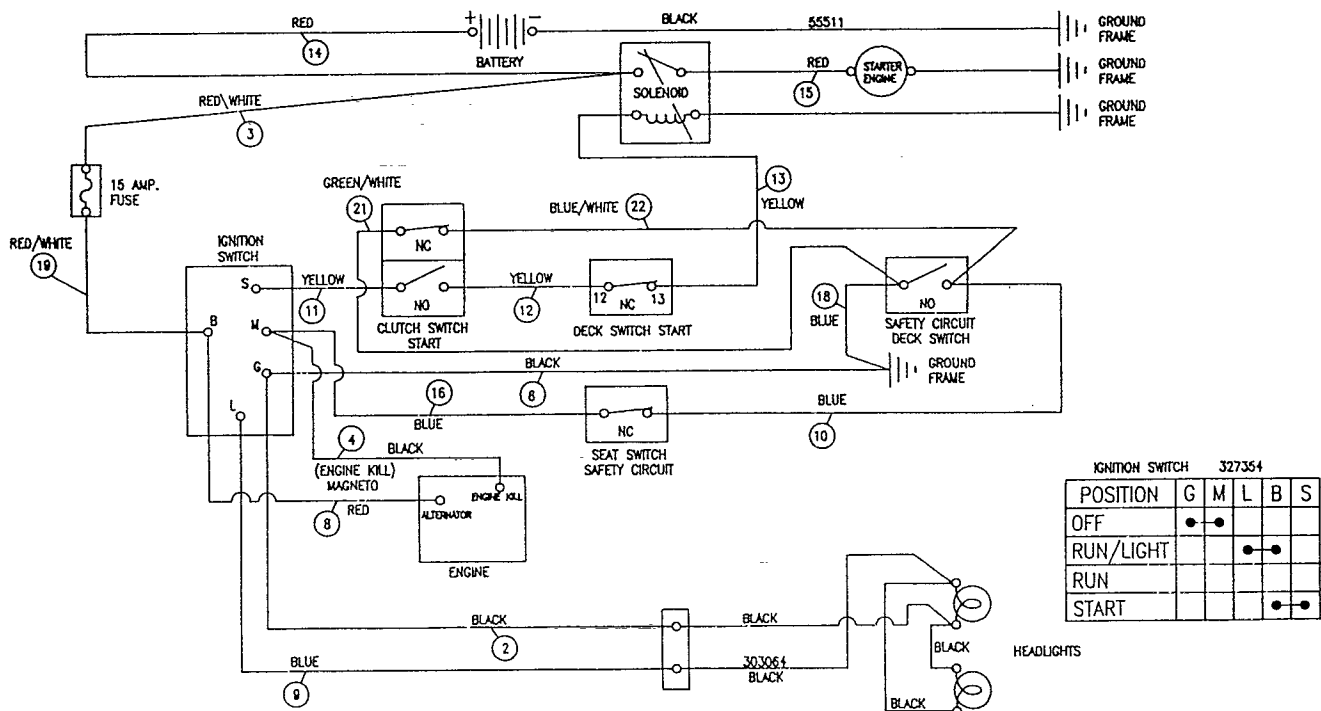 RED
14
+
-
BATTERY
BLACK
55511
GROUND
FRAME
SOLENOID
RED
15
STARTER
ENGINE
GROUND
FRAME
GROUND
FRAME
RED\WHITE
3
15 AMP.
FUSE
GREEN/WHITE
21
NC
BLUE/WHITE
22
13
YELLOW
RED/WHITE
19
IGNITION
SWITCH
S
B
M
G
L
YELLOW
11
NO
CLUTCH SWITCH
START
YELLOW
12
12
NC
13
DECK SWITCH START
18
BLUE
NO
SAFETY CIRCUIT
DECK SWITCH
GROUND
FRAME
BLACK
8
16
BLUE
NC
SEAT SWITCH
SAFETY CIRCUIT
BLUE
10
4
BLACK
(ENGINE KILL)
MAGNETO
8
RED
ENGINE KILL
ALTERNATOR
ENGINE
BLACK
2
BLUE
9
BLACK
303064
BLACK
BLACK
BLACK
HEADLIGHTS
IGNITION SWITCH 327354
POSITION G M L B S
OFF
RUN/LIGHT
RUN
START